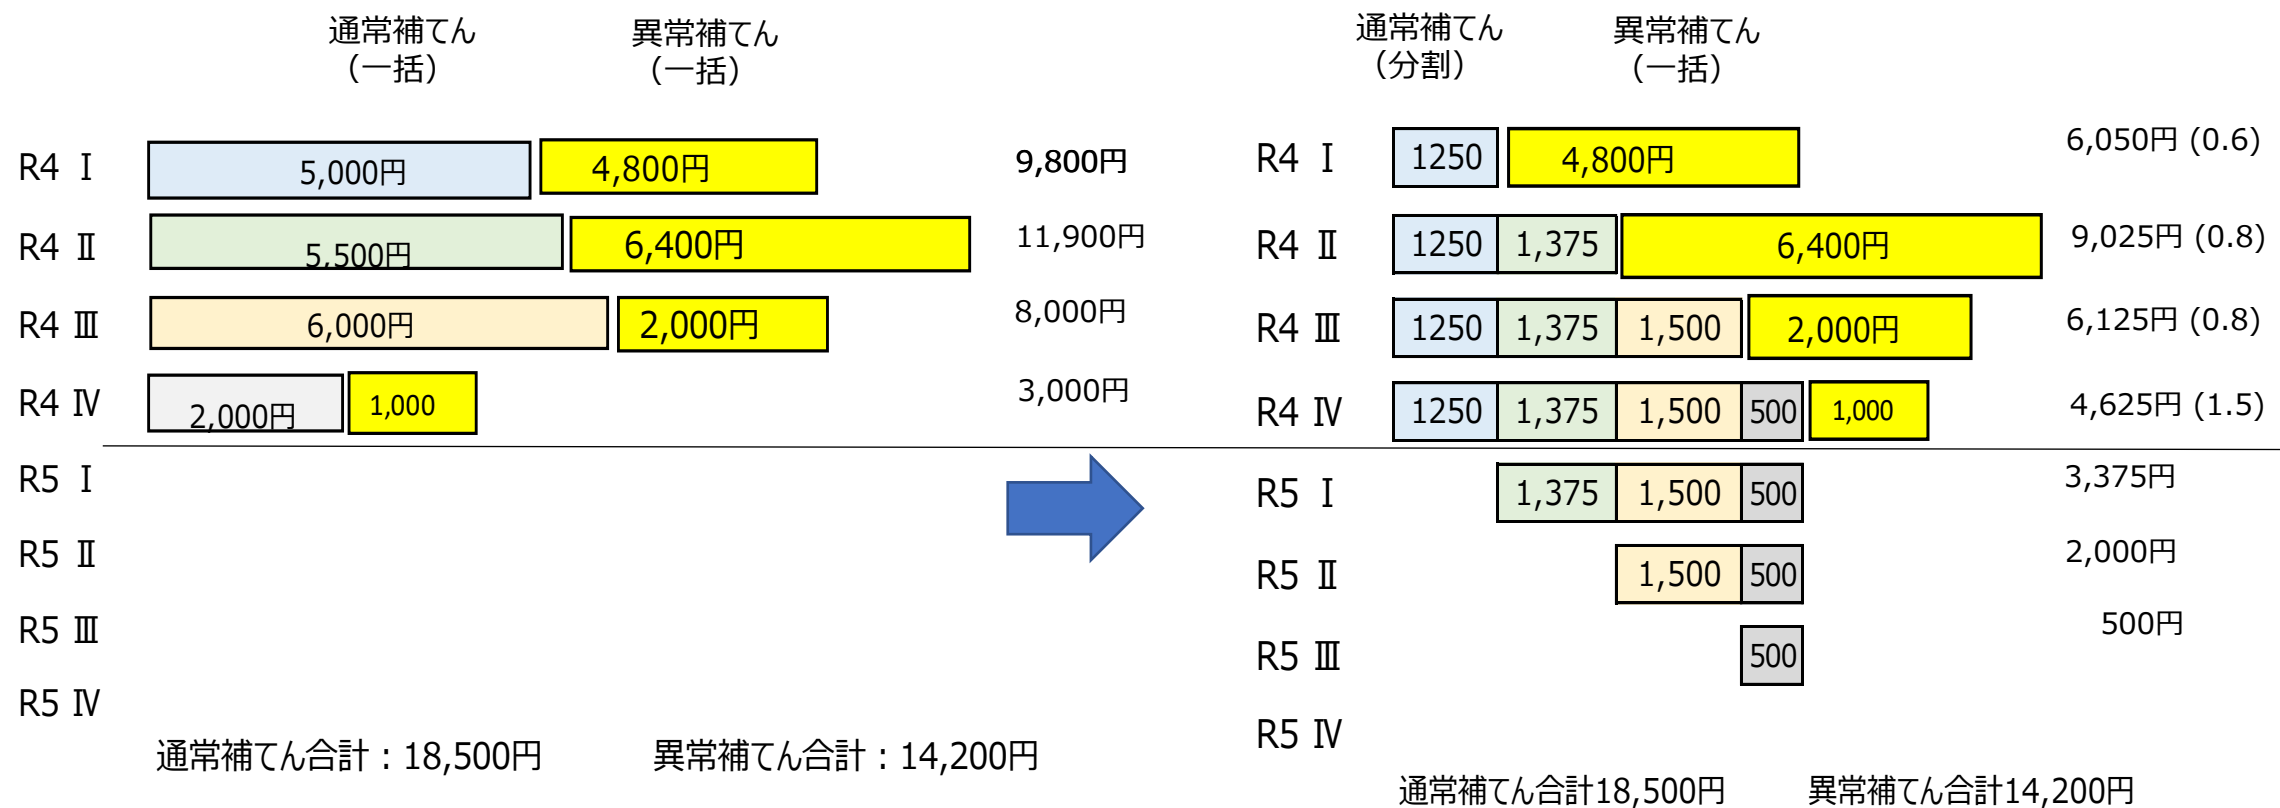 通常補てん
（一括）
異常補てん
（一括）
R4 Ⅰ
5,000円
4,800円
9,800円
R4 Ⅱ
5,500円
6,400円
11,900円
R4 Ⅲ
6,000円
2,000円
8,000円
R4 Ⅳ
2,000円
1,000
3,000円
R5 Ⅰ
R5 Ⅱ
R5 Ⅲ
R5 Ⅳ
通常補てん合計：18,500円
異常補てん合計：14,200円
通常補てん
（分割）
異常補てん
（一括）
R4 Ⅰ
1250
4,800円
6,050円 (0.6)
R4 Ⅱ
1250
1,375
6,400円
9,025円 (0.8)
R4 Ⅲ
1250
1,375
1,500
2,000円
6,125円 (0.8)
R4 Ⅳ
1250
1,375
1,500
500
1,000
4,625円 (1.5)
R5 Ⅰ
1,375
1,500
500
3,375円
R5 Ⅱ
1,500
500
2,000円
R5 Ⅲ
500
500円
R5 Ⅳ
通常補てん合計18,500円
異常補てん合計14,200円